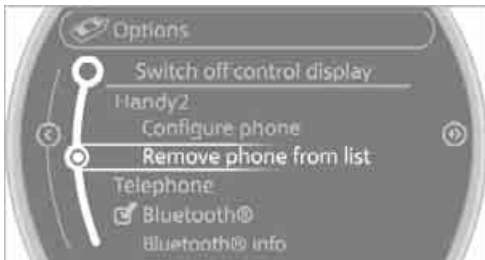 Options
Switch off control display
Handy2
Configure phone
Remove phone from list
Telephone
Bluetooth®
Bluetooth® info